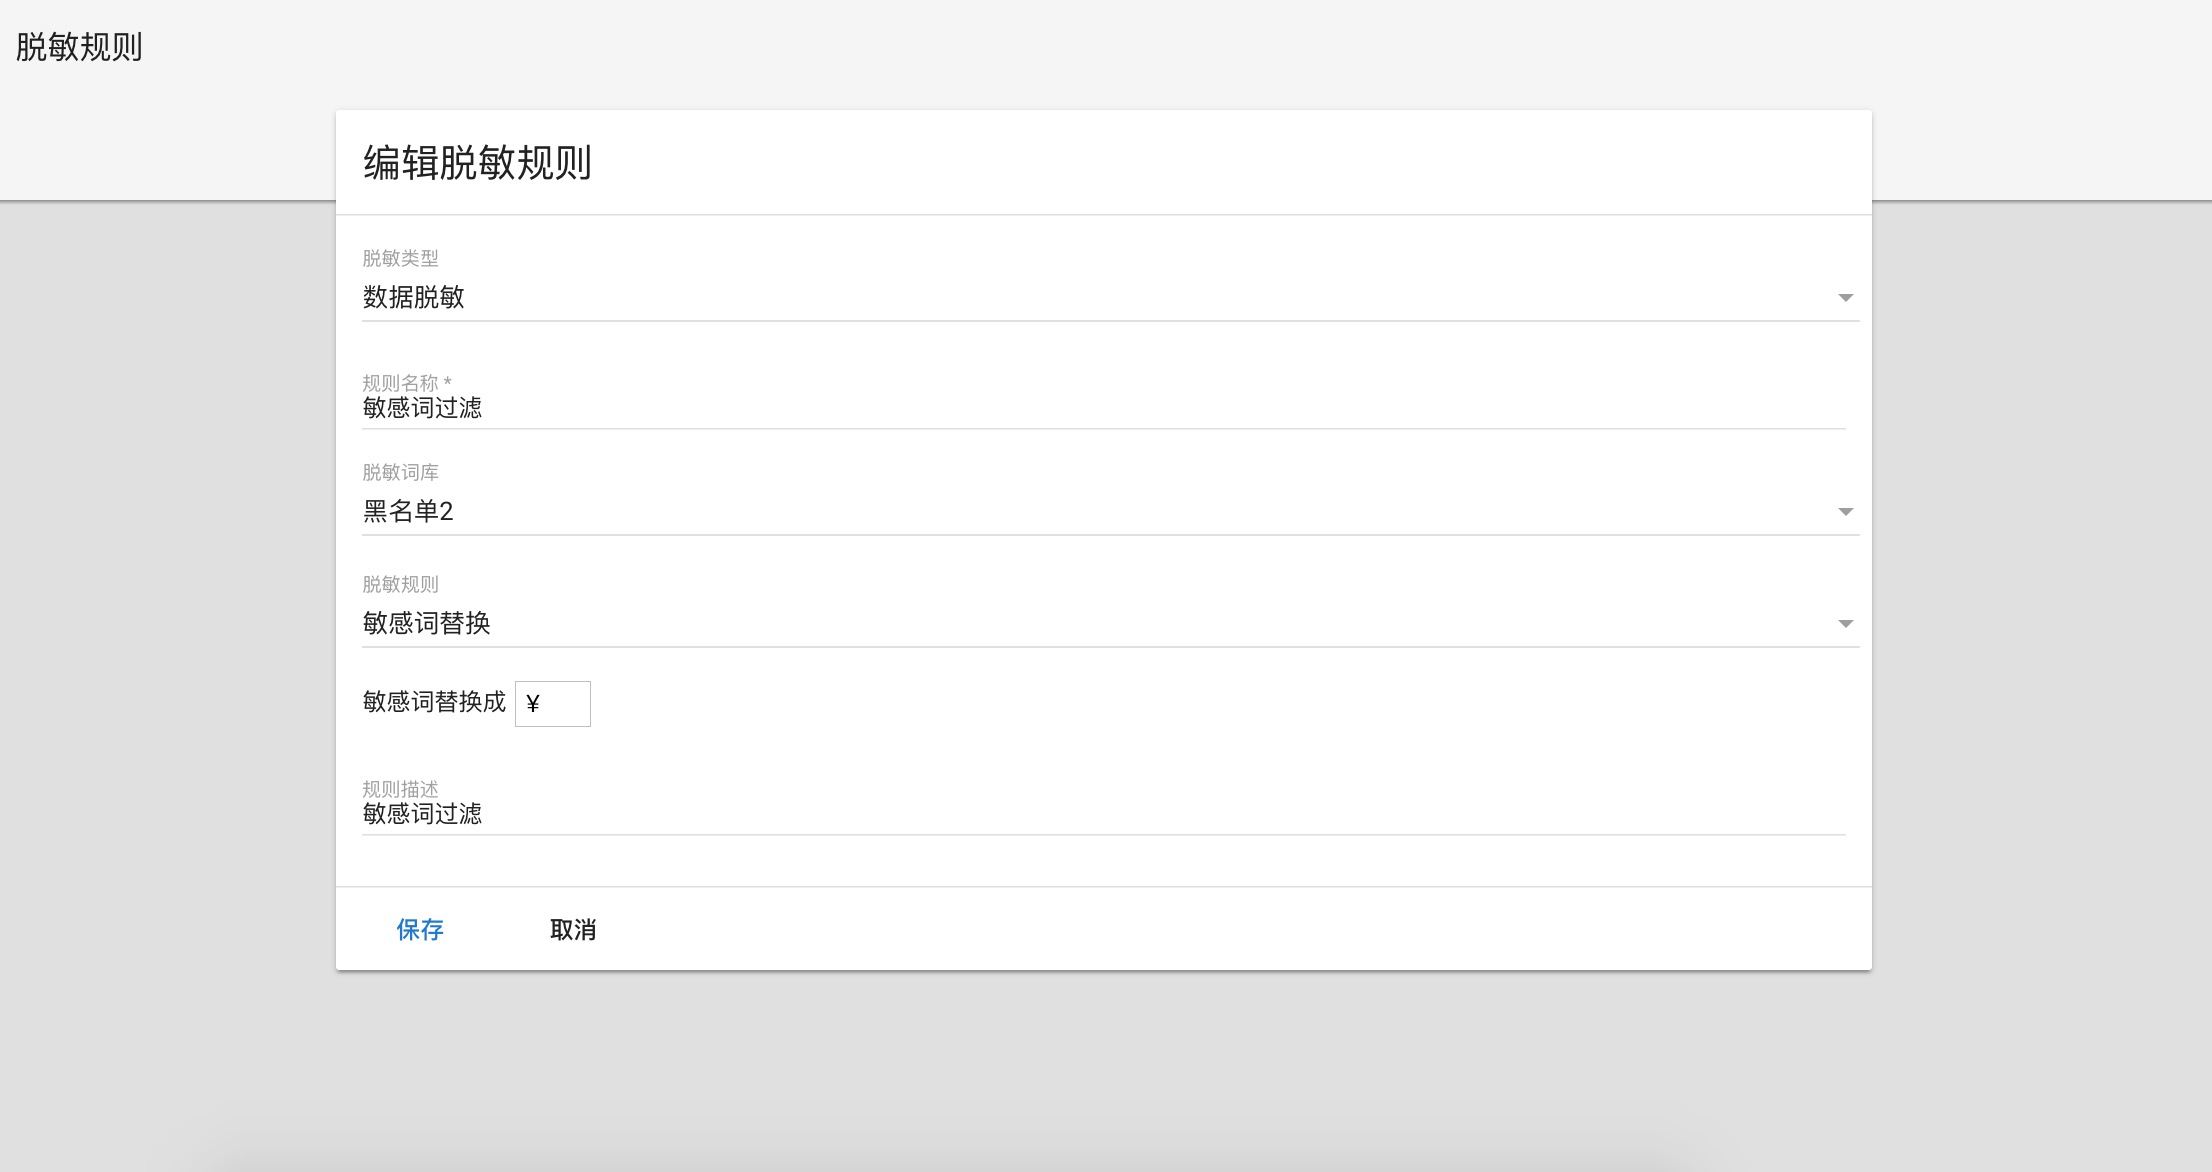 脱敏规则
编辑脱敏规则
脱敏类型
数据脱敏
规则名称 *
敏感词过滤
脱敏词库
黑名单2
脱敏规则
敏感词替换
敏感词替换成 ¥
规则描述
敏感词过滤
保存 取消